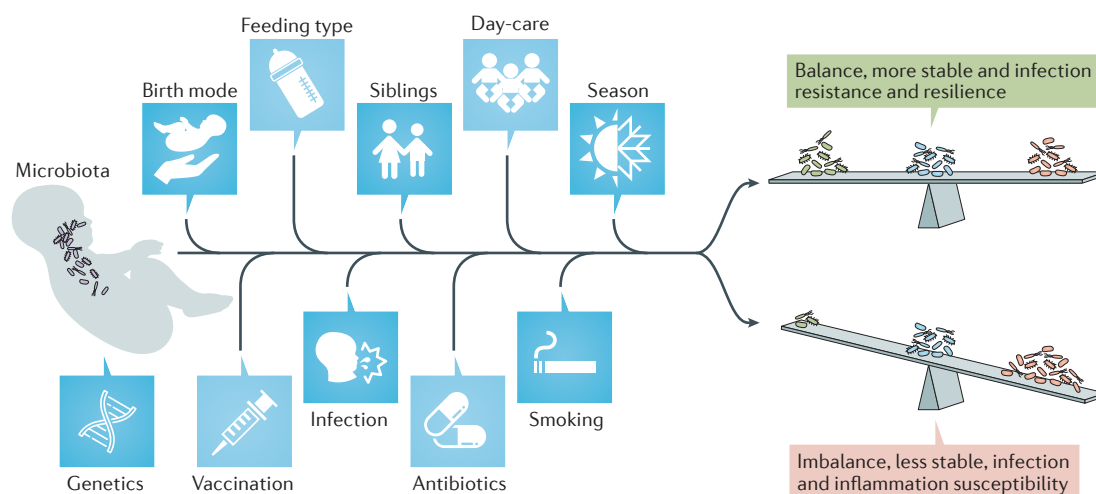 Feeding type
Day-care
Birth mode
Siblings
Season
Balance, more stable and infection
resistance and resilience
Microbiota
Genetics
Vaccination
Infection
Antibiotics
Smoking
Imbalance, less stable, infection
and inflammation susceptibility